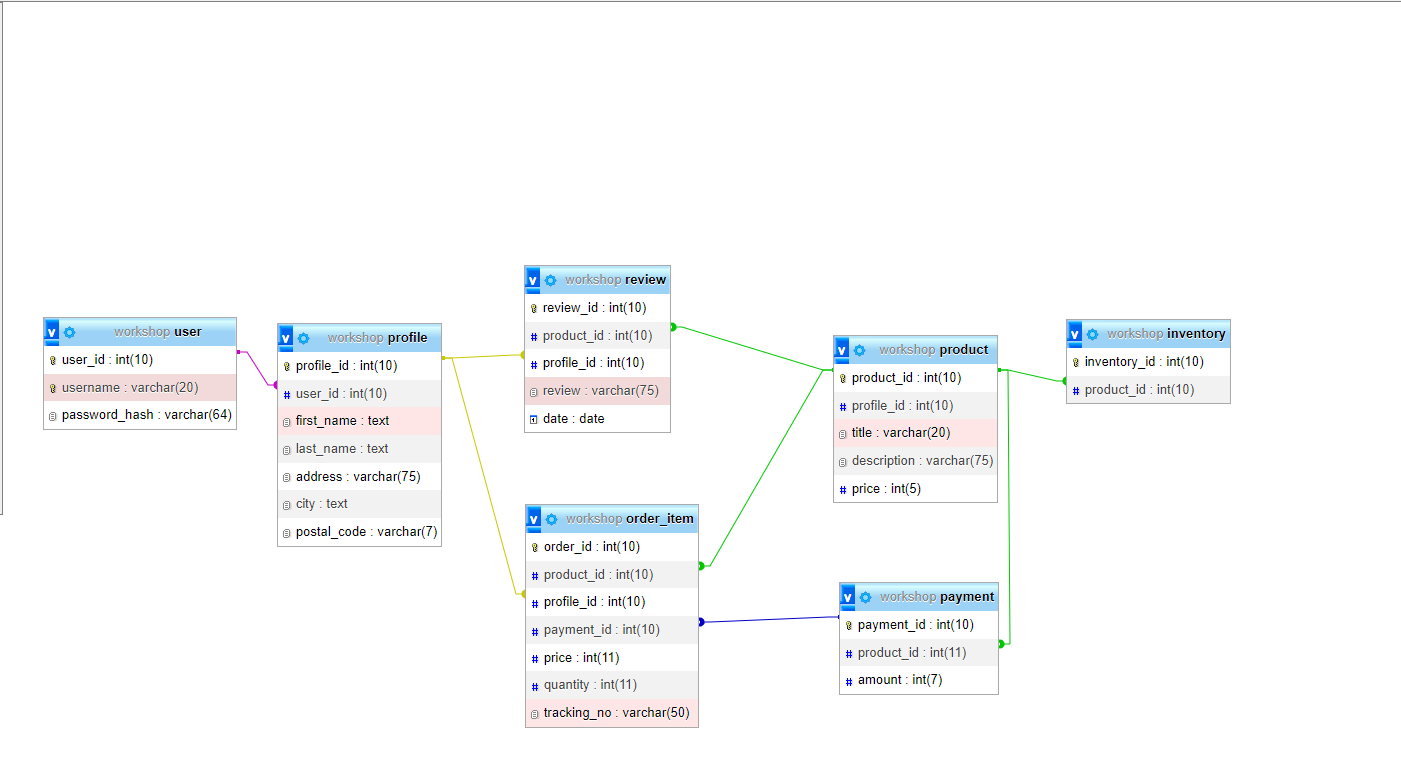 v workshop user
user_id : int(10)
username : varchar(20)
password_hash : varchar(64)
v workshop profile
profile_id : int(10)
# user_id : int(10)
first_name : text
last_name : text
address : varchar(75)
city : text
postal_code : varchar(7)
v workshop review
review_id : int(10)
# product_id : int(10)
# profile_id : int(10)
review : varchar(75)
date : date
v workshop order_item
order_id : int(10)
# product_id : int(10)
# profile_id : int(10)
# payment_id : int(10)
# price : int(11)
# quantity : int(11)
tracking_no : varchar(50)
v workshop product
product_id : int(10)
# profile_id : int(10)
title : varchar(20)
description : varchar(75)
# price : int(5)
v workshop payment
payment_id : int(10)
# product_id : int(11)
# amount : int(7)
v workshop inventory
inventory_id : int(10)
# product_id : int(10)